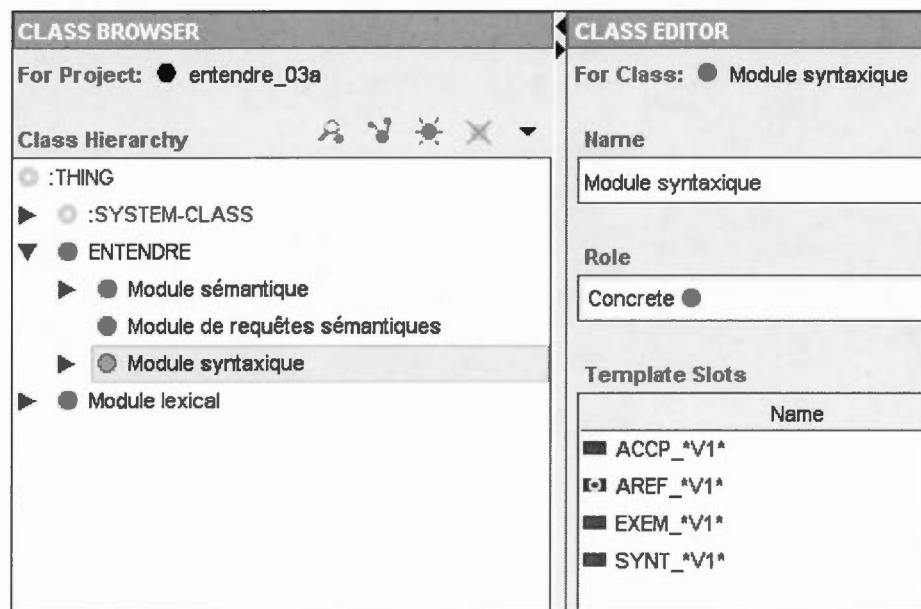 CLASS BROWSER
For Project: entendre_03a
Class Hierarchy
:THING
:SYSTEM-CLASS
ENTENDRE
Module sémantique
Module de requêtes sémantiques
Module syntaxique
Module lexical
CLASS EDITOR
For Class: Module syntaxique
Name
Module syntaxique
Role
Concrete
Template Slots
Name
ACCP_*V1*
AREF_*V1*
EXEM_*V1*
SYNT_*V1*